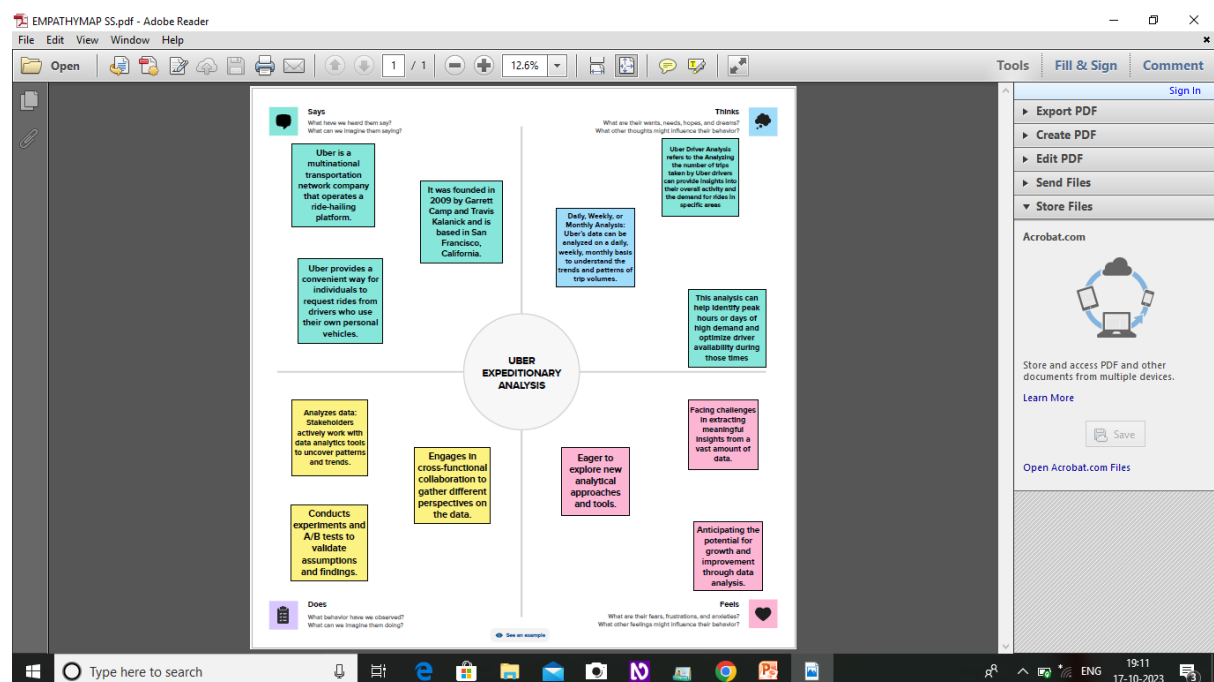 EMPATHYMAP SS.pdf - Adobe Reader
File Edit View Window Help
Open
1 / 1
12.6%
Tools
Fill & Sign
Comment
Sign In
Export PDF
Create PDF
Edit PDF
Send Files
Store Files
Acrobat.com
Store and access PDF and other
documents from multiple devices.
Learn More
Save
Open Acrobat.com Files
Says
What have we heard them say?
What can we imagine them saying?
Uber is a
multinational
transportation
network company
that operates a
ride-hailing
platform.
It was founded in
2009 by Garrett
Camp and Travis
Kalanick and is
based in San
Francisco,
California.
Uber provides a
convenient way for
individuals to
request rides from
drivers who use
their own personal
vehicles.
Thinks
What are their wants, needs, hopes, and dreams?
What other thoughts might influence their behavior?
Uber Driver Analysis
refers to the Analyzing
the number of trips
taken by Uber drivers
can provide insights into
their overall activity and
the demand for rides in
specific areas
Daily, Weekly, or
Monthly Analysis:
Uber's data can be
analyzed on a daily,
weekly, monthly basis
to understand the
trends and patterns of
trip volumes.
This analysis can
help identify peak
hours or days of
high demand and
optimize driver
availability during
those times
UBER
EXPEDITIONARY
ANALYSIS
Analyzes data:
Stakeholders
actively work with
data analytics tools
to uncover patterns
and trends.
Engages in
cross-functional
collaboration to
gather different
perspectives on
the data.
Conducts
experiments and
A/B tests to
validate
assumptions
and findings.
Does
What behavior have we observed?
What can we imagine them doing?
Facing challenges
in extracting
meaningful
insights from a
vast amount of
data.
Eager to
explore new
analytical
approaches
and tools.
Anticipating the
potential for
growth and
improvement
through data
analysis.
Feels
What are their fears, frustrations, and anxieties?
What other feelings might influence their behavior?
See an example
Type here to search
ENG
19:11
17-10-2023
3